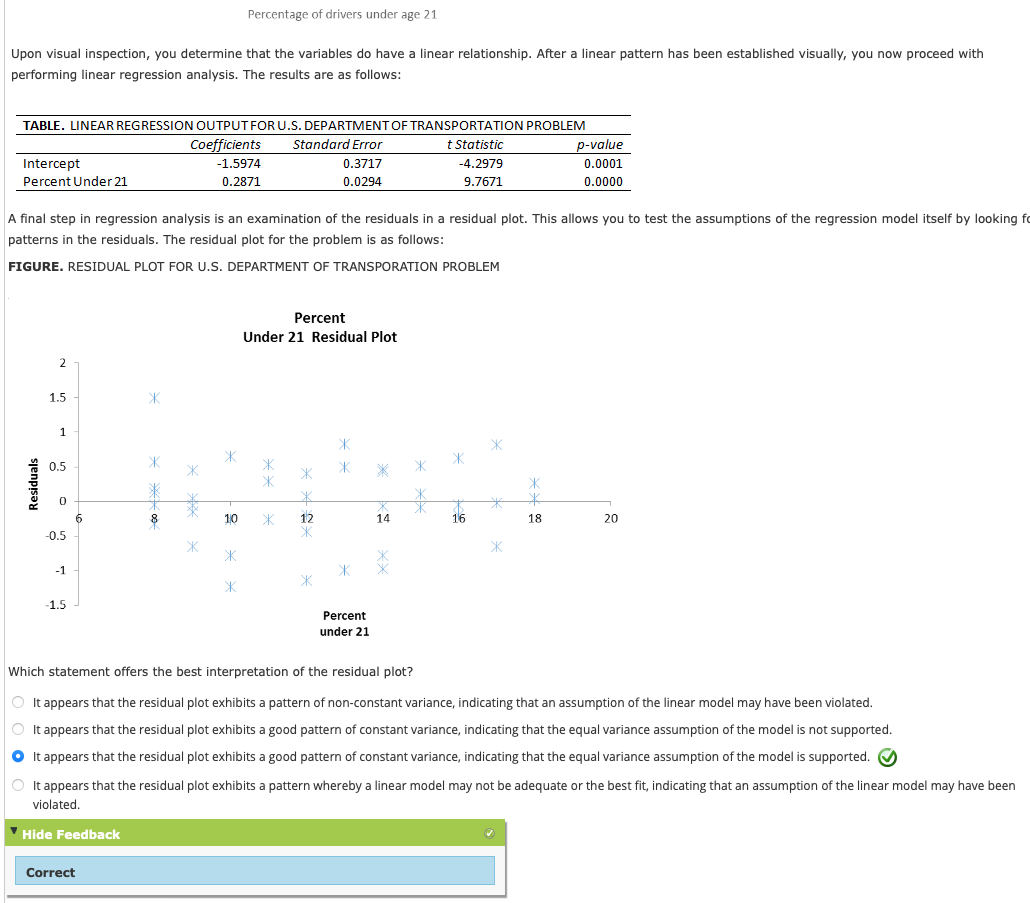 Percentage of drivers under age 21
Upon visual inspection, you determine that the variables do have a linear relationship. After a linear pattern has been established visually, you now proceed with
performing linear regression analysis. The results are as follows:
TABLE. LINEAR REGRESSION OUTPUT FOR U.S. DEPARTMENT OF TRANSPORTATION PROBLEM
Coefficients Standard Error t Statistic p-value
Intercept -1.5974 0.3717 -4.2979 0.0001
Percent Under 21 0.2871 0.0294 9.7671 0.0000
A final step in regression analysis is an examination of the residuals in a residual plot. This allows you to test the assumptions of the regression model itself by looking
patterns in the residuals. The residual plot for the problem is as follows:
FIGURE. RESIDUAL PLOT FOR U.S. DEPARTMENT OF TRANSPORATION PROBLEM
Percent
Under 21 Residual Plot
2
1.5
1
0.5
0
-0.5
-1
-1.5
Residuals
6 8 10 12 14 16 18 20
Percent
under 21
Which statement offers the best interpretation of the residual plot?
It appears that the residual plot exhibits a pattern of non-constant variance, indicating that an assumption of the linear model may have been violated.
It appears that the residual plot exhibits a good pattern of constant variance, indicating that the equal variance assumption of the model is not supported.
It appears that the residual plot exhibits a good pattern of constant variance, indicating that the equal variance assumption of the model is supported.
It appears that the residual plot exhibits a pattern whereby a linear model may not be adequate or the best fit, indicating that an assumption of the linear model may have been
violated.
Hide Feedback
Correct